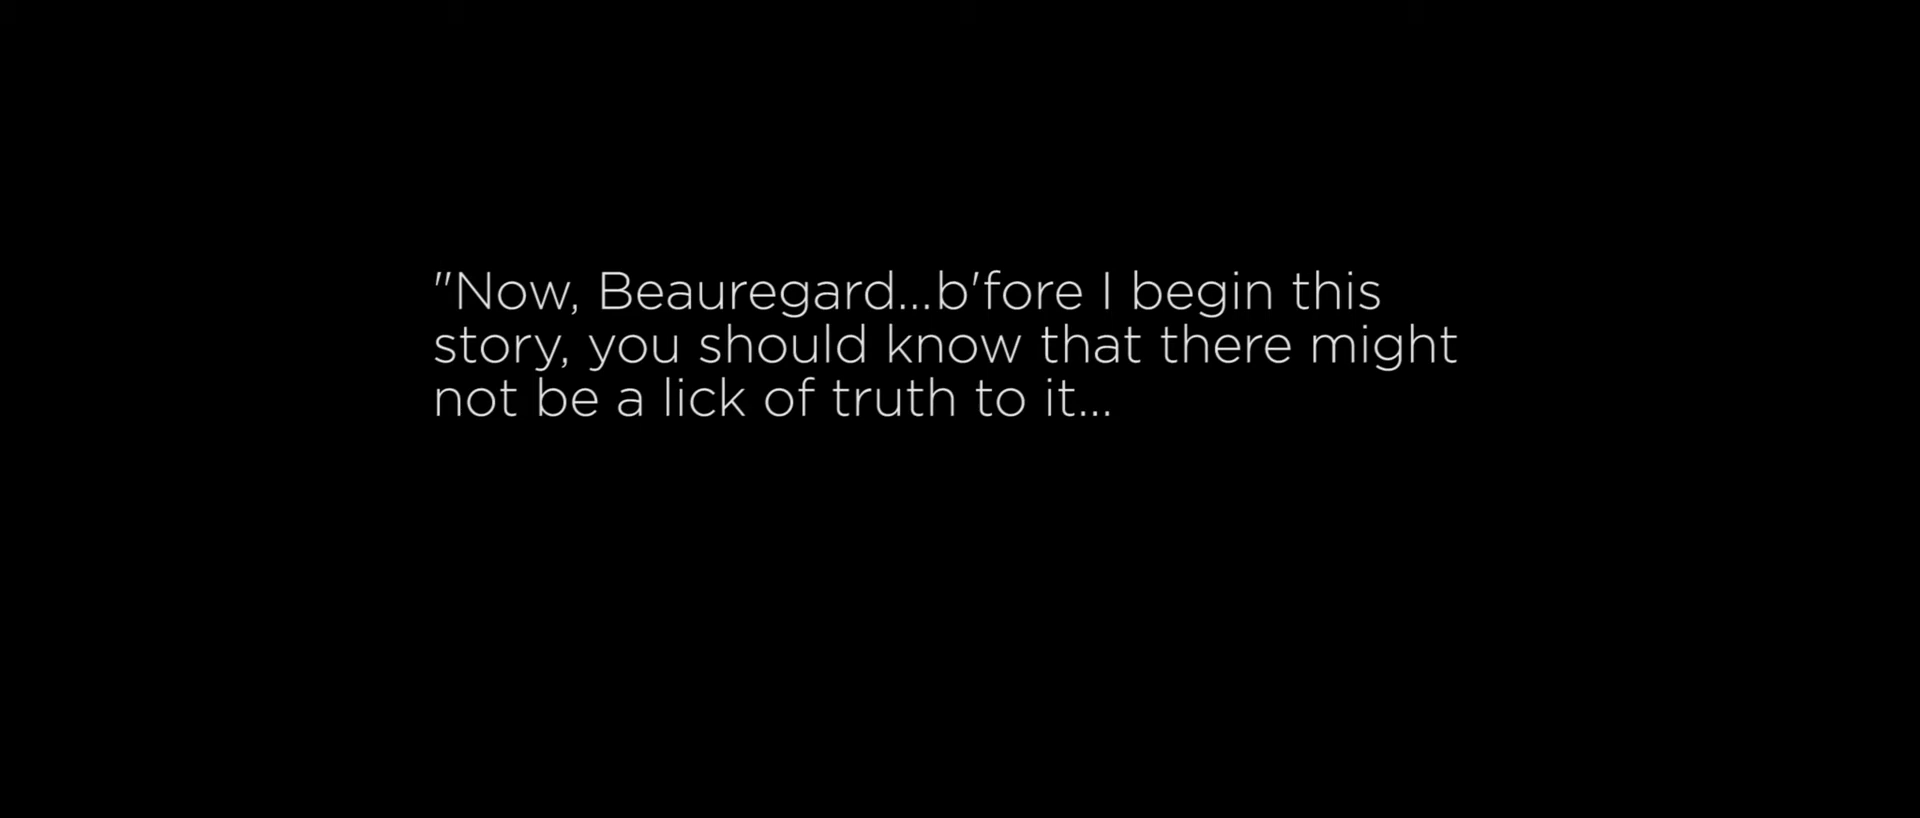 "Now, Beauregard...b'fore I begin this
story, you should know that there might
not be a lick of truth to it...